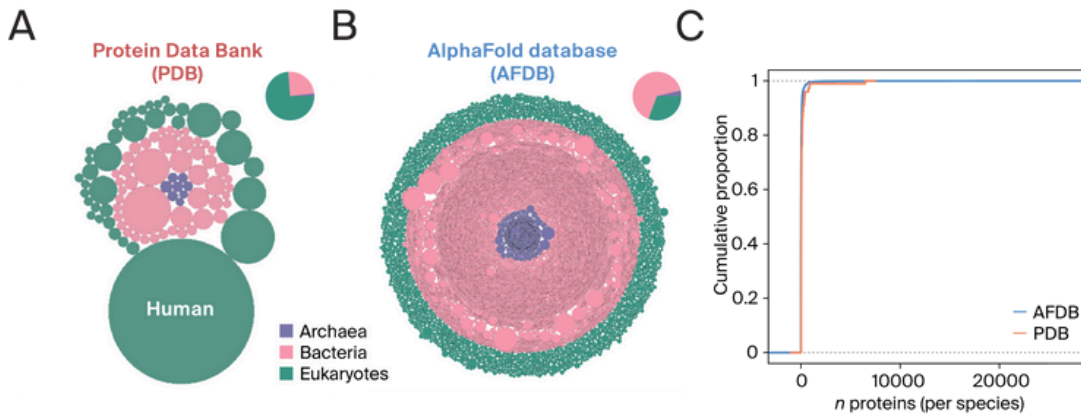 A
Protein Data Bank
(PDB)
Human
B
AlphaFold database
(AFDB)
Archaea
Bacteria
Eukaryotes
C
Cumulative proportion
1
0.8
0.6
0.4
0.2
0
AFDB
PDB
0 10000 20000
n proteins (per species)